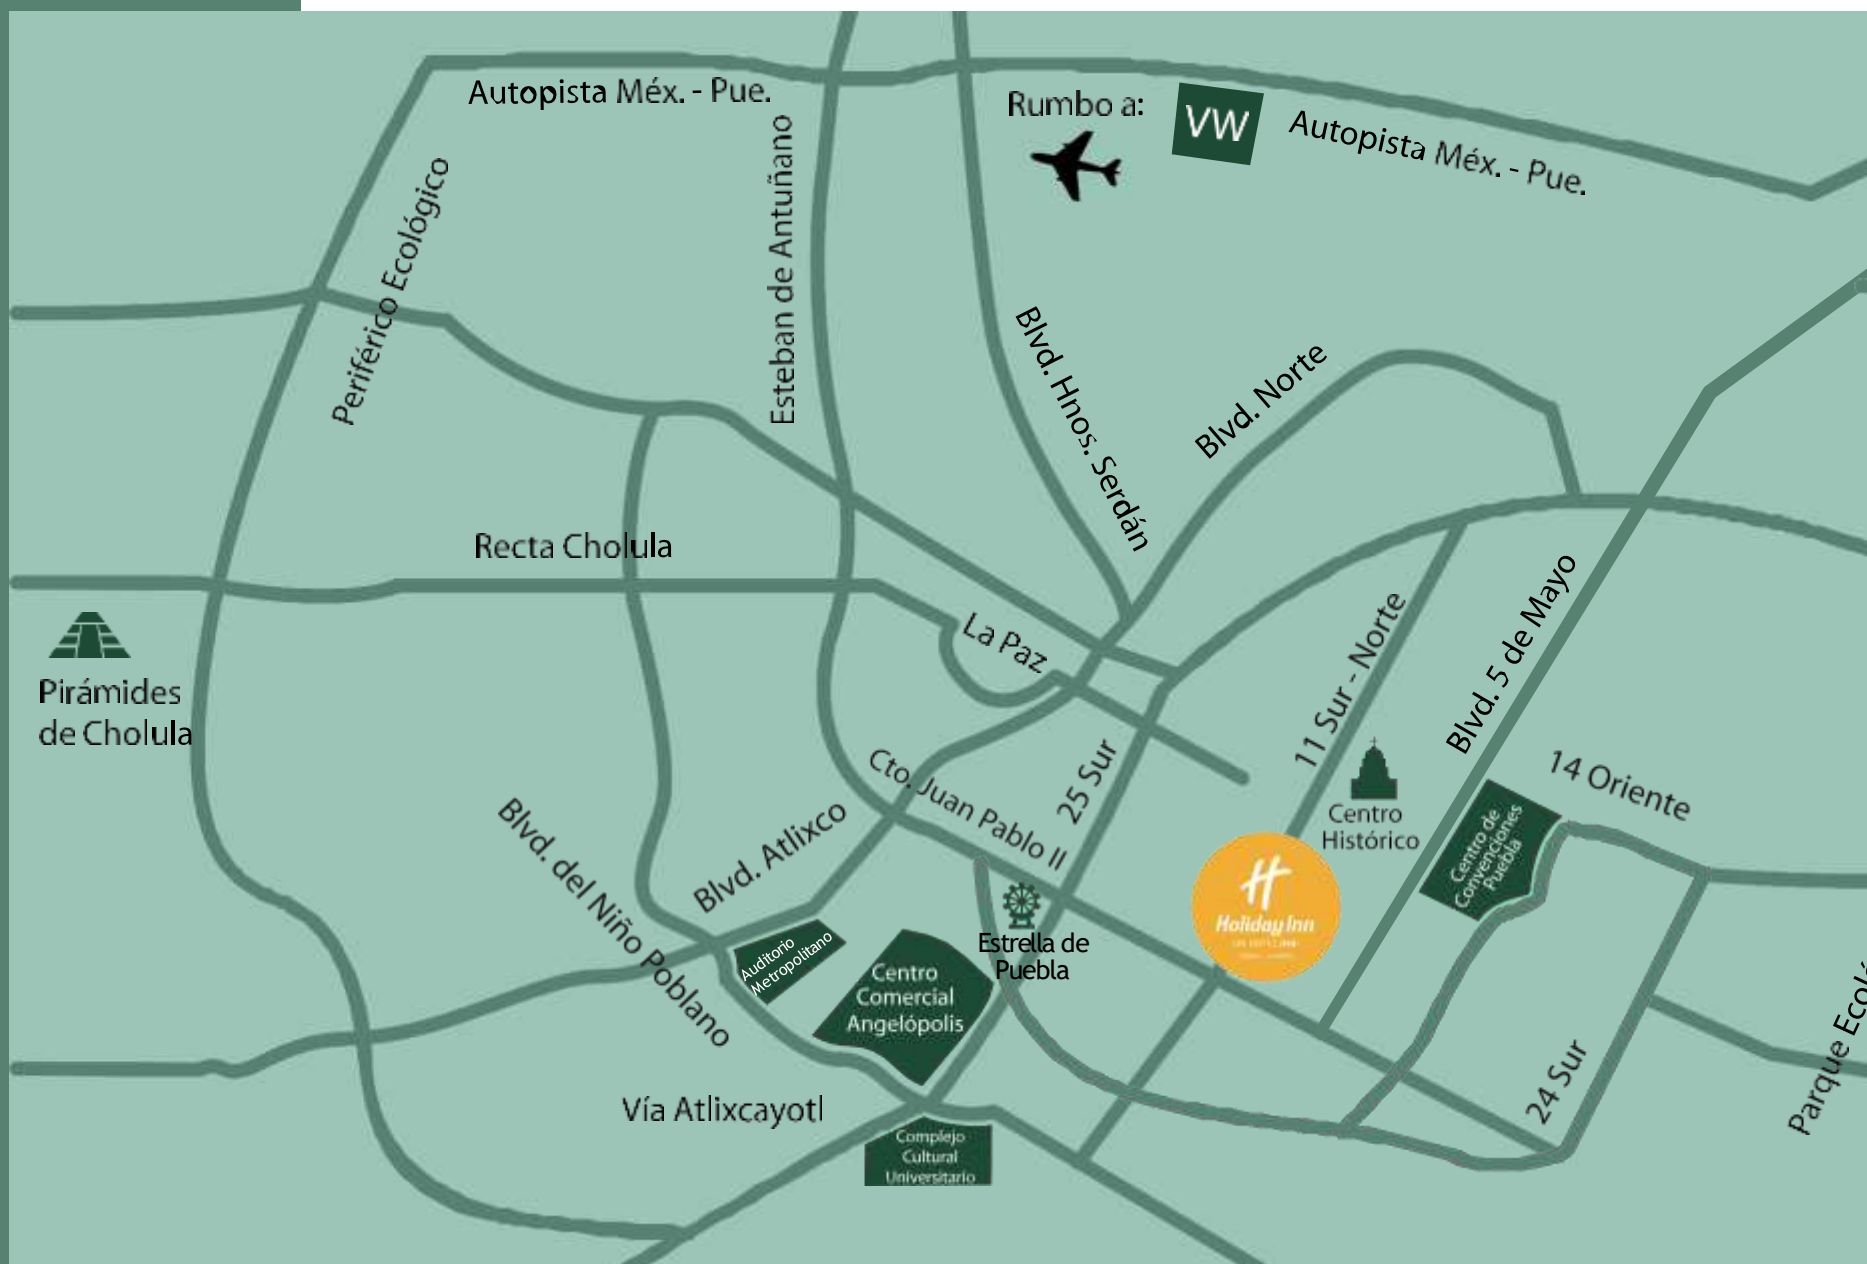 Autopista Méx. - Pue.
Rumbo a:
VW
Autopista Méx. - Pue.
Periférico Ecológico
Esteban de Antuñano
Blvd. Hnos. Serdán
Blvd. Norte
Recta Cholula
La Paz
11 Sur - Norte
Blvd. 5 de Mayo
Pirámides
de Cholula
Cto. Juan Pablo II
25 Sur
14 Oriente
Centro
Histórico
Centro de
Convenciones
Puebla
Blvd. del Niño Poblano
Blvd. Atlixco
Holiday Inn
Auditorio
Metropolitano
Centro
Comercial
Angelópolis
Estrella de
Puebla
Vía Atlixcayotl
Complejo
Cultural
Universitario
24 Sur
Parque Ecoló